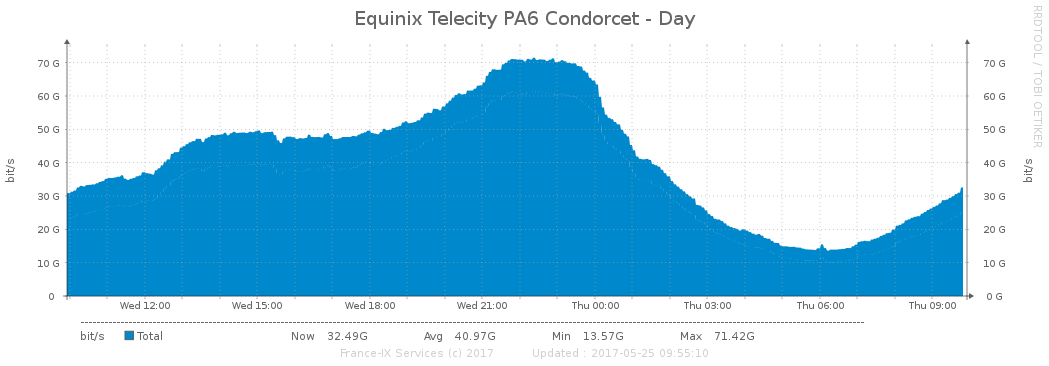 Equinix Telecity PA6 Condorcet - Day
RRDTOOL / TOBI OETIKER
bit/s
70 G
60 G
50 G
40 G
30 G
20 G
10 G
0
70 G
60 G
50 G
40 G
30 G
20 G
10 G
0 G
bit/s
Wed 12:00 Wed 15:00 Wed 18:00 Wed 21:00 Thu 00:00 Thu 03:00 Thu 06:00 Thu 09:00
bit/s Total Now 32.49G Avg 40.97G Min 13.57G Max 71.42G
France-IX Services (c) 2017 Updated : 2017-05-25 09:55:10